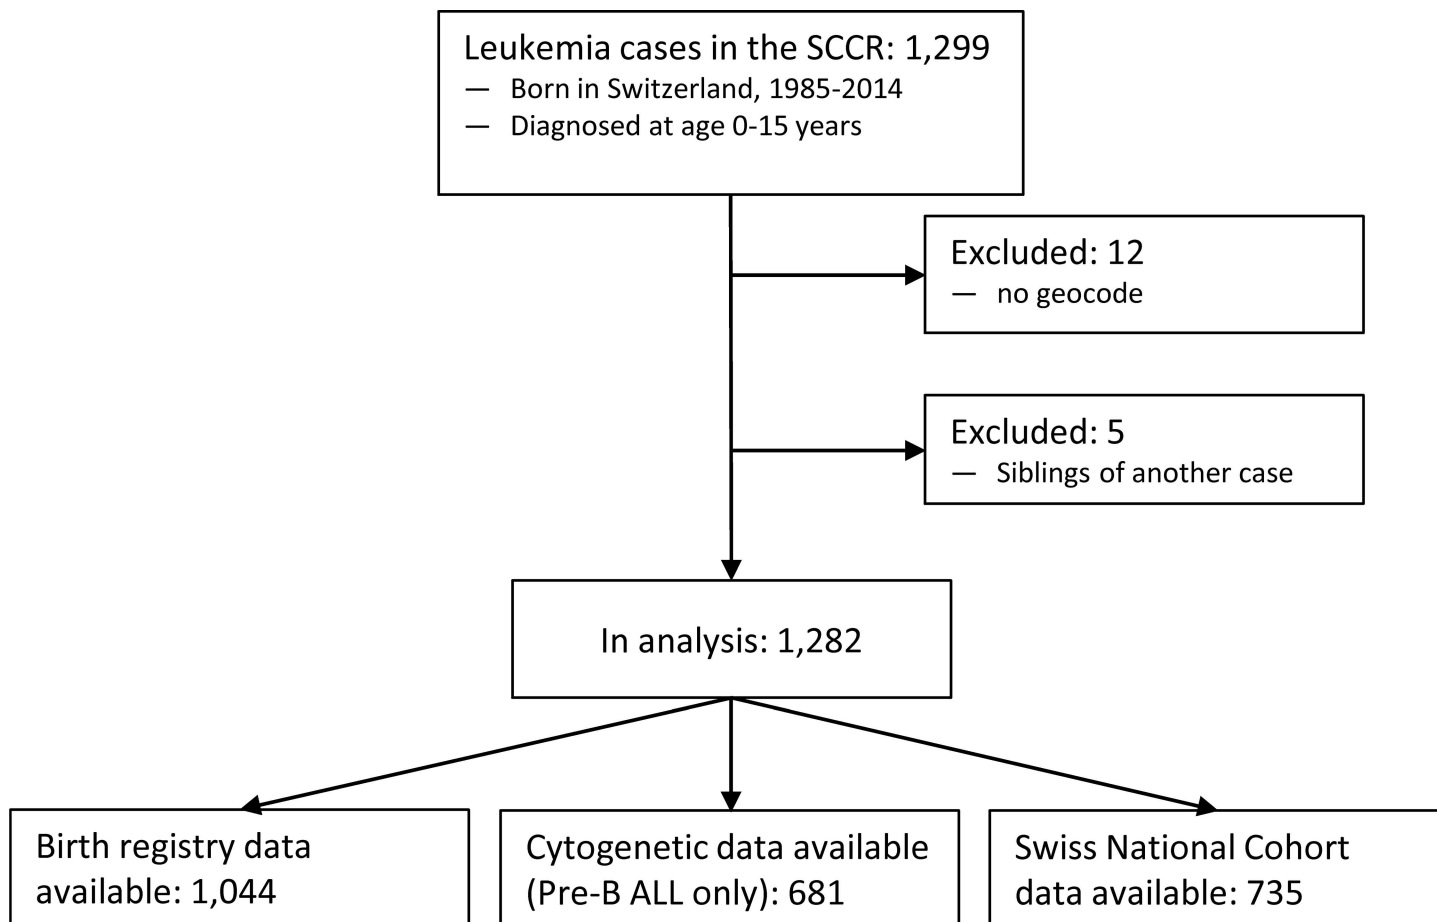 Leukemia cases in the SCCR: 1,299
— Born in Switzerland, 1985-2014
— Diagnosed at age 0-15 years
Excluded: 12
— no geocode
Excluded: 5
— Siblings of another case
In analysis: 1,282
Birth registry data
available: 1,044
Cytogenetic data available
(Pre-B ALL only): 681
Swiss National Cohort
data available: 735